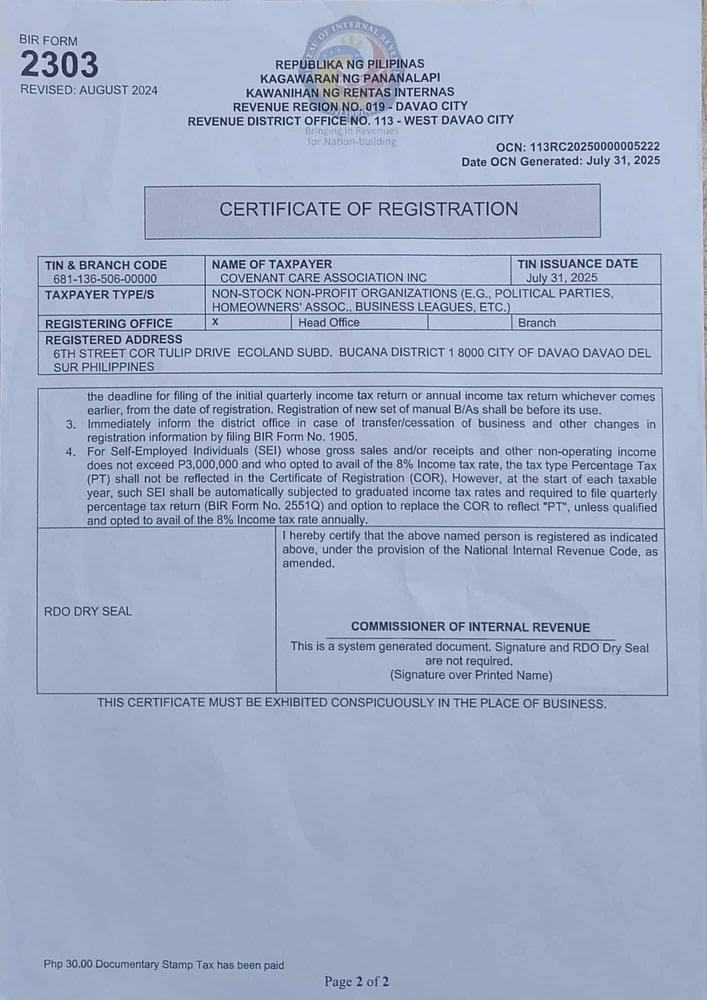 BIR FORM
2303
REVISED: AUGUST 2024
REPUBLIKA NG PILIPINAS
KAGAWARAN NG PANANALAPI
KAWANIHAN NG RENTAS INTERNAS
REVENUE REGION NO. 019 - DAVAO CITY
REVENUE DISTRICT OFFICE NO. 113 - WEST DAVAO CITY
Bringing In Revenues
for Nation-building
OCN: 113RC20250000005222
Date OCN Generated: July 31, 2025
CERTIFICATE OF REGISTRATION
TIN & BRANCH CODE
681-136-506-00000
NAME OF TAXPAYER
COVENANT CARE ASSOCIATION INC
TIN ISSUANCE DATE
July 31, 2025
TAXPAYER TYPE/S
NON-STOCK NON-PROFIT ORGANIZATIONS (E.G., POLITICAL PARTIES,
HOMEOWNERS' ASSOC., BUSINESS LEAGUES, ETC.)
REGISTERING OFFICE X Head Office Branch
REGISTERED ADDRESS
6TH STREET COR TULIP DRIVE ECOLAND SUBD. BUCANA DISTRICT 1 8000 CITY OF DAVAO DAVAO DEL
SUR PHILIPPINES
the deadline for filing of the initial quarterly income tax return or annual income tax return whichever comes
earlier, from the date of registration. Registration of new set of manual B/As shall be before its use.
3. Immediately inform the district office in case of transfer/cessation of business and other changes in
registration information by filing BIR Form No. 1905.
4. For Self-Employed Individuals (SEI) whose gross sales and/or receipts and other non-operating income
does not exceed P3,000,000 and who opted to avail of the 8% Income tax rate, the tax type Percentage Tax
(PT) shall not be reflected in the Certificate of Registration (COR). However, at the start of each taxable
year, such SEI shall be automatically subjected to graduated income tax rates and required to file quarterly
percentage tax return (BIR Form No. 2551Q) and option to replace the COR to reflect "PT", unless qualified
and opted to avail of the 8% Income tax rate annually.
I hereby certify that the above named person is registered as indicated
above, under the provision of the National Internal Revenue Code, as
amended.
RDO DRY SEAL
COMMISSIONER OF INTERNAL REVENUE
This is a system generated document. Signature and RDO Dry Seal
are not required.
(Signature over Printed Name)
THIS CERTIFICATE MUST BE EXHIBITED CONSPICUOUSLY IN THE PLACE OF BUSINESS.
Php 30.00 Documentary Stamp Tax has been paid
Page 2 of 2